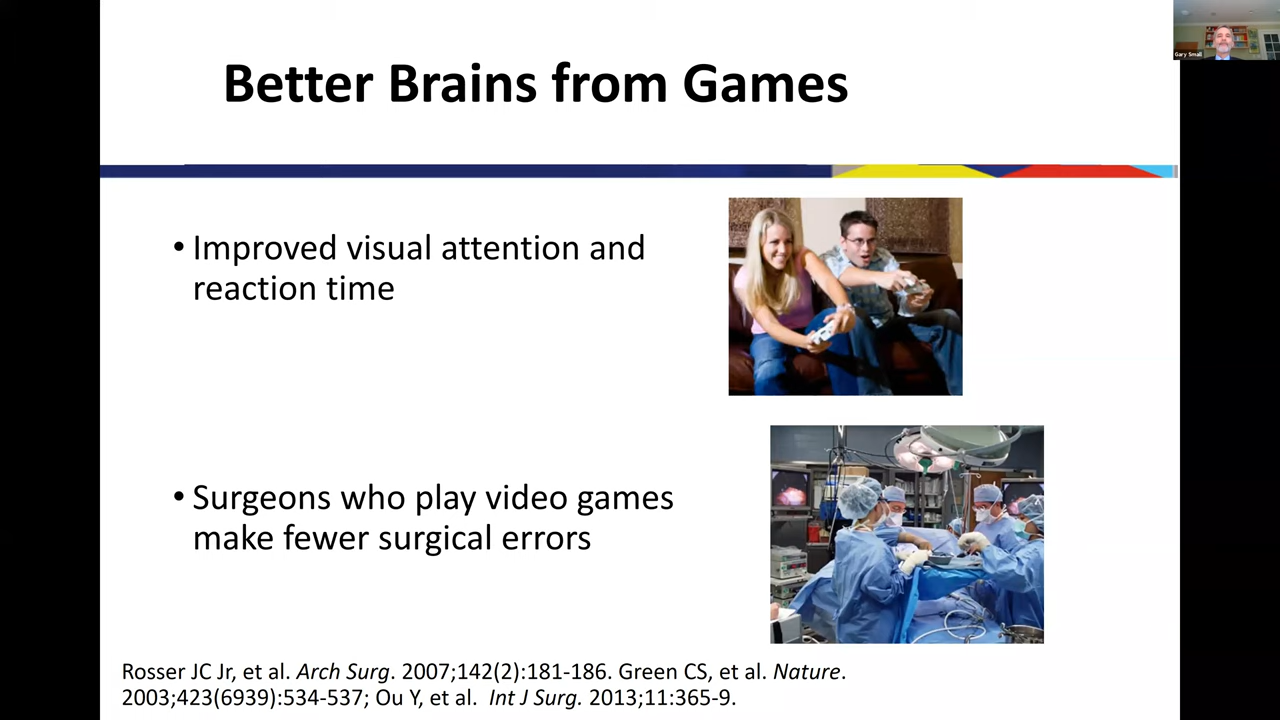 Gary Small
Better Brains from Games
• Improved visual attention and
reaction time
• Surgeons who play video games
make fewer surgical errors
Rosser JC Jr, et al. Arch Surg. 2007;142(2):181-186. Green CS, et al. Nature.
2003;423(6939):534-537; Ou Y, et al.  Int J Surg. 2013;11:365-9.